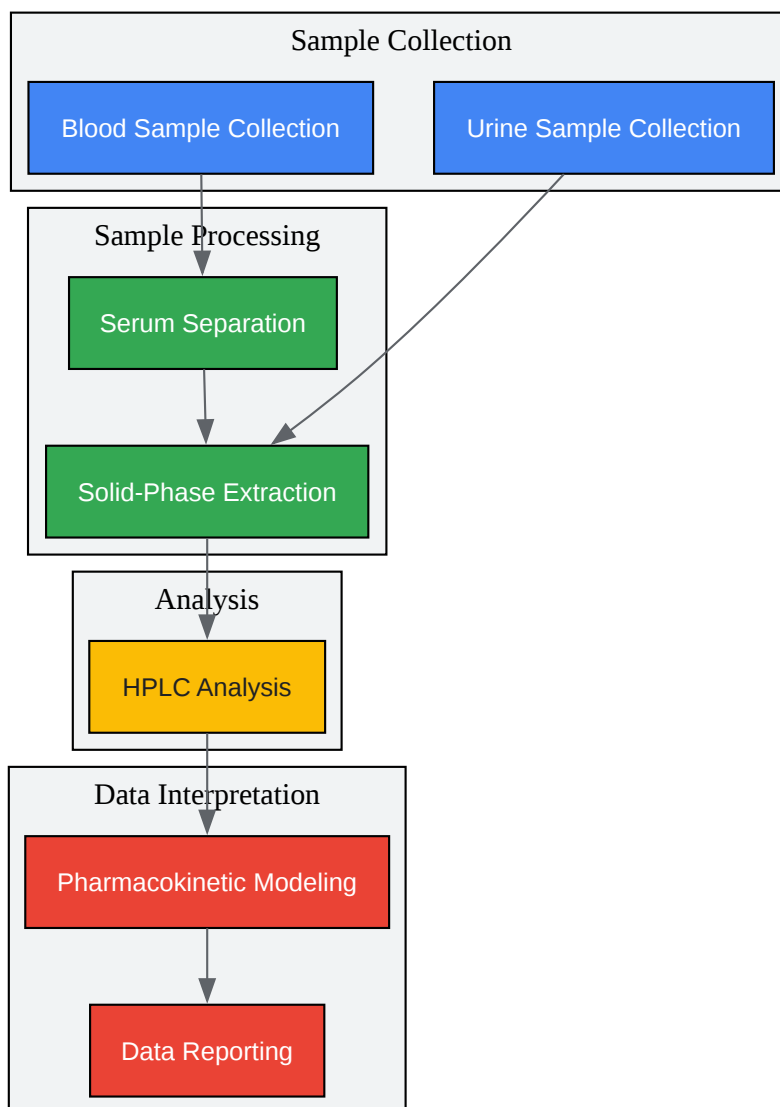 Sample Collection
Blood Sample Collection
Urine Sample Collection
Sample Processing
Serum Separation
Solid-Phase Extraction
Analysis
HPLC Analysis
Data Interpretation
Pharmacokinetic Modeling
Data Reporting